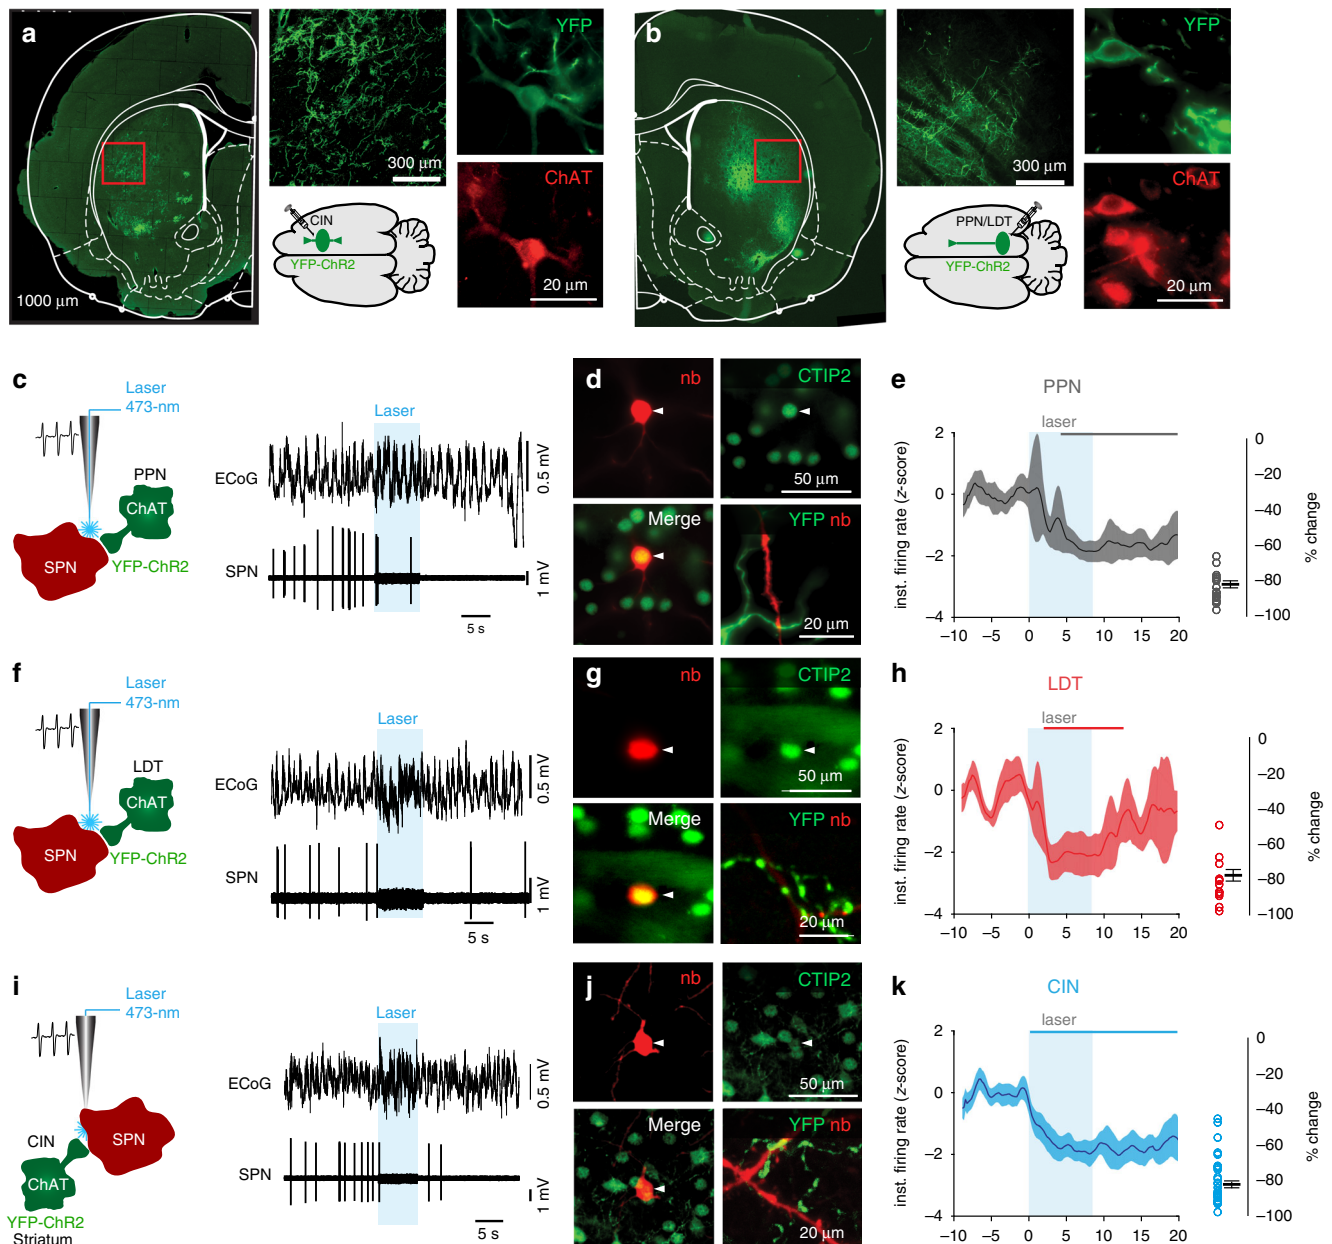 a
1000 µm
300 µm
CIN
YFP-ChR2
YFP
ChAT
20 µm
b
300 µm
PPN/LDT
YFP-ChR2
YFP
ChAT
20 µm
c
Laser
473-nm
PPN
ChAT
SPN
YFP-ChR2
Laser
ECoG
0.5 mV
SPN
1 mV
5 s
d
nb
CTIP2
50 µm
Merge
YFP nb
20 µm
e
PPN
laser
inst. firing rate (z-score)
2
0
−2
−4
−10
−5
0
5
10
15
20
0
−20
−40
−60
−80
−100
% change
f
Laser
473-nm
LDT
ChAT
SPN
YFP-ChR2
Laser
ECoG
0.5 mV
SPN
1 mV
5 s
g
nb
CTIP2
50 µm
Merge
YFP nb
20 µm
h
LDT
laser
inst. firing rate (z-score)
2
0
−2
−4
−10
−5
0
5
10
15
20
0
−20
−40
−60
−80
−100
% change
i
Laser
473-nm
CIN
SPN
ChAT
YFP-ChR2
Striatum
Laser
ECoG
0.5 mV
SPN
1 mV
5 s
j
nb
CTIP2
50 µm
Merge
YFP nb
20 µm
k
CIN
laser
inst. firing rate (z-score)
2
0
−2
−4
−10
−5
0
5
10
15
20
0
−20
−40
−60
−80
−100
% change